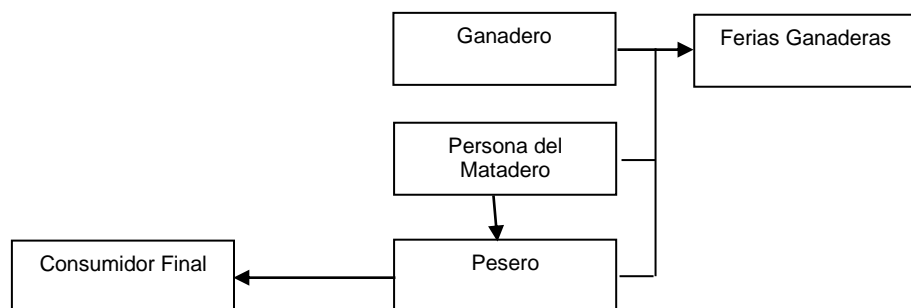 Ganadero
Ferias Ganaderas
Persona del
Matadero
Consumidor Final
Pesero